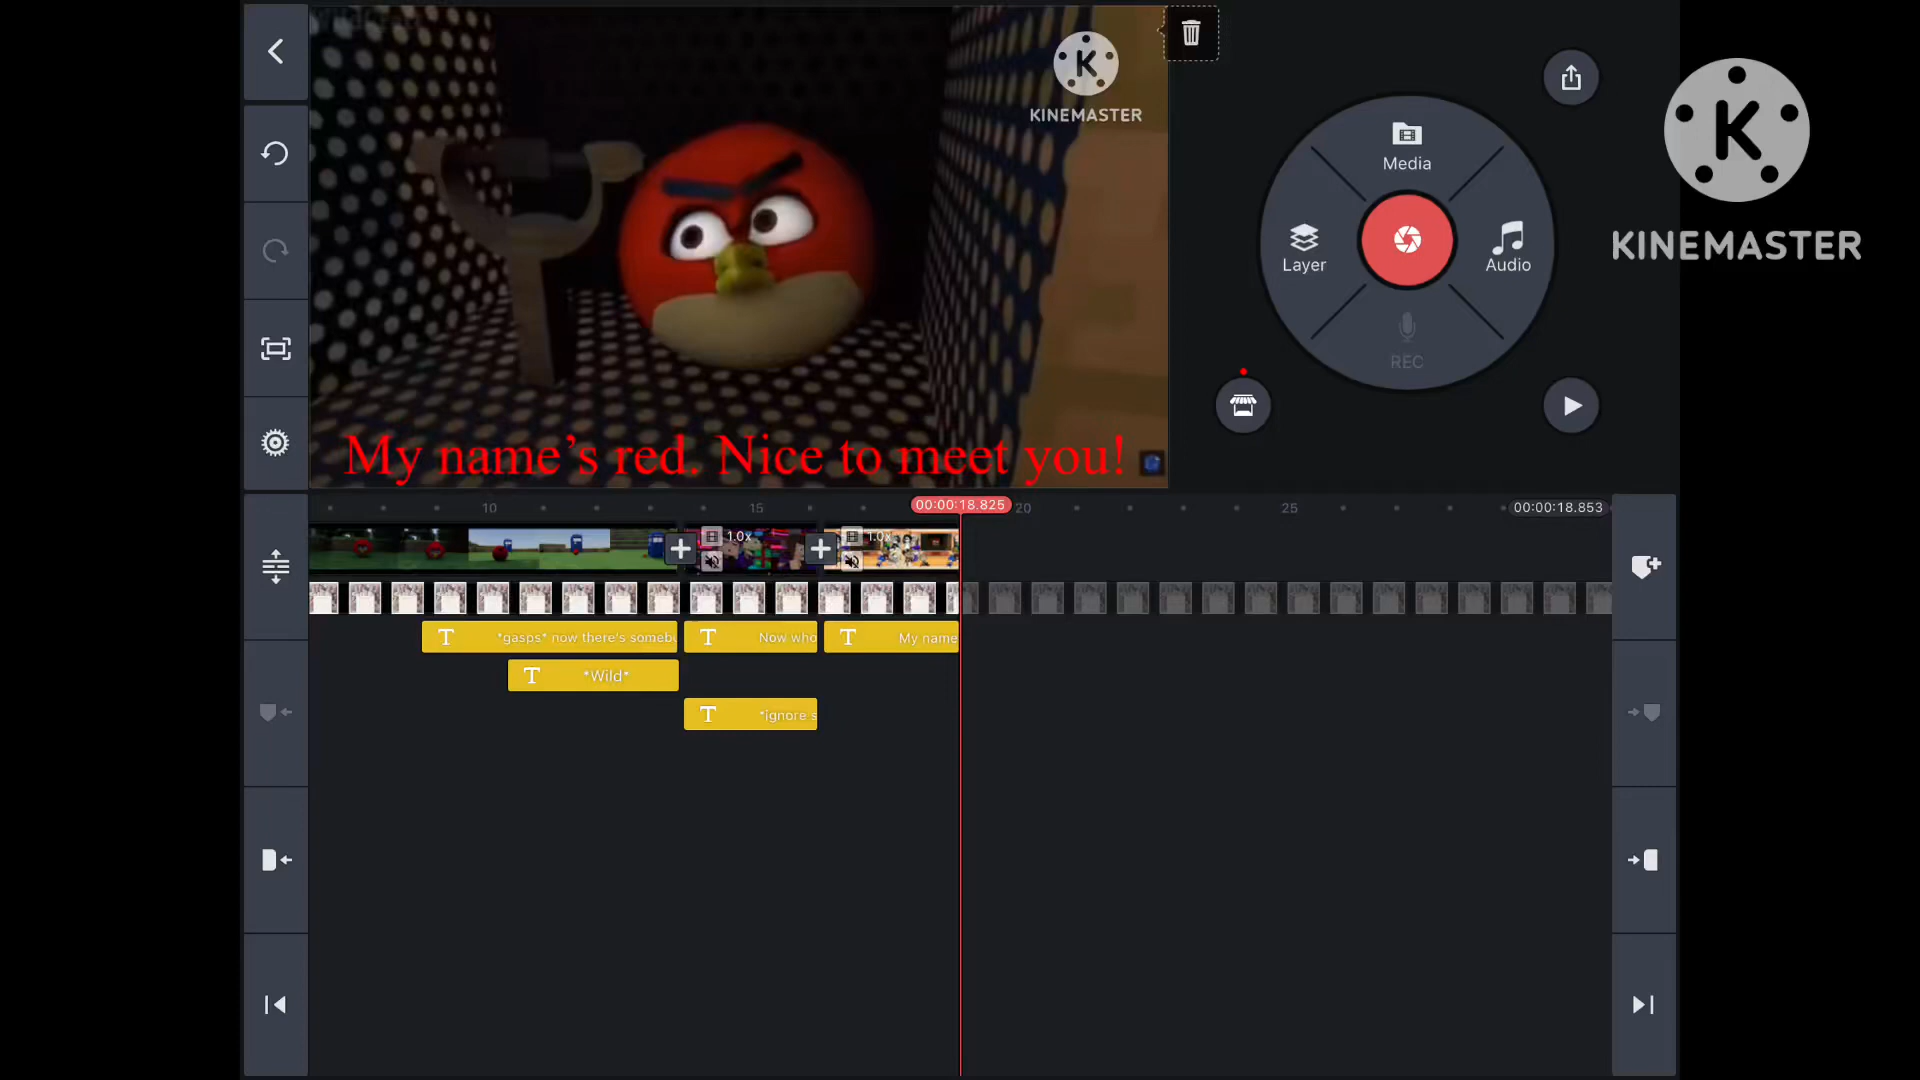 KINEMASTER
Media
Layer
Audio
REC
KINEMASTER
My name’s red. Nice to meet you!
10
15
00:00:18.825
20
25
00:00:18.853
1.0x
1.0x
*gasps* now there's someb
Now who
My name
*Wild*
*ignore s